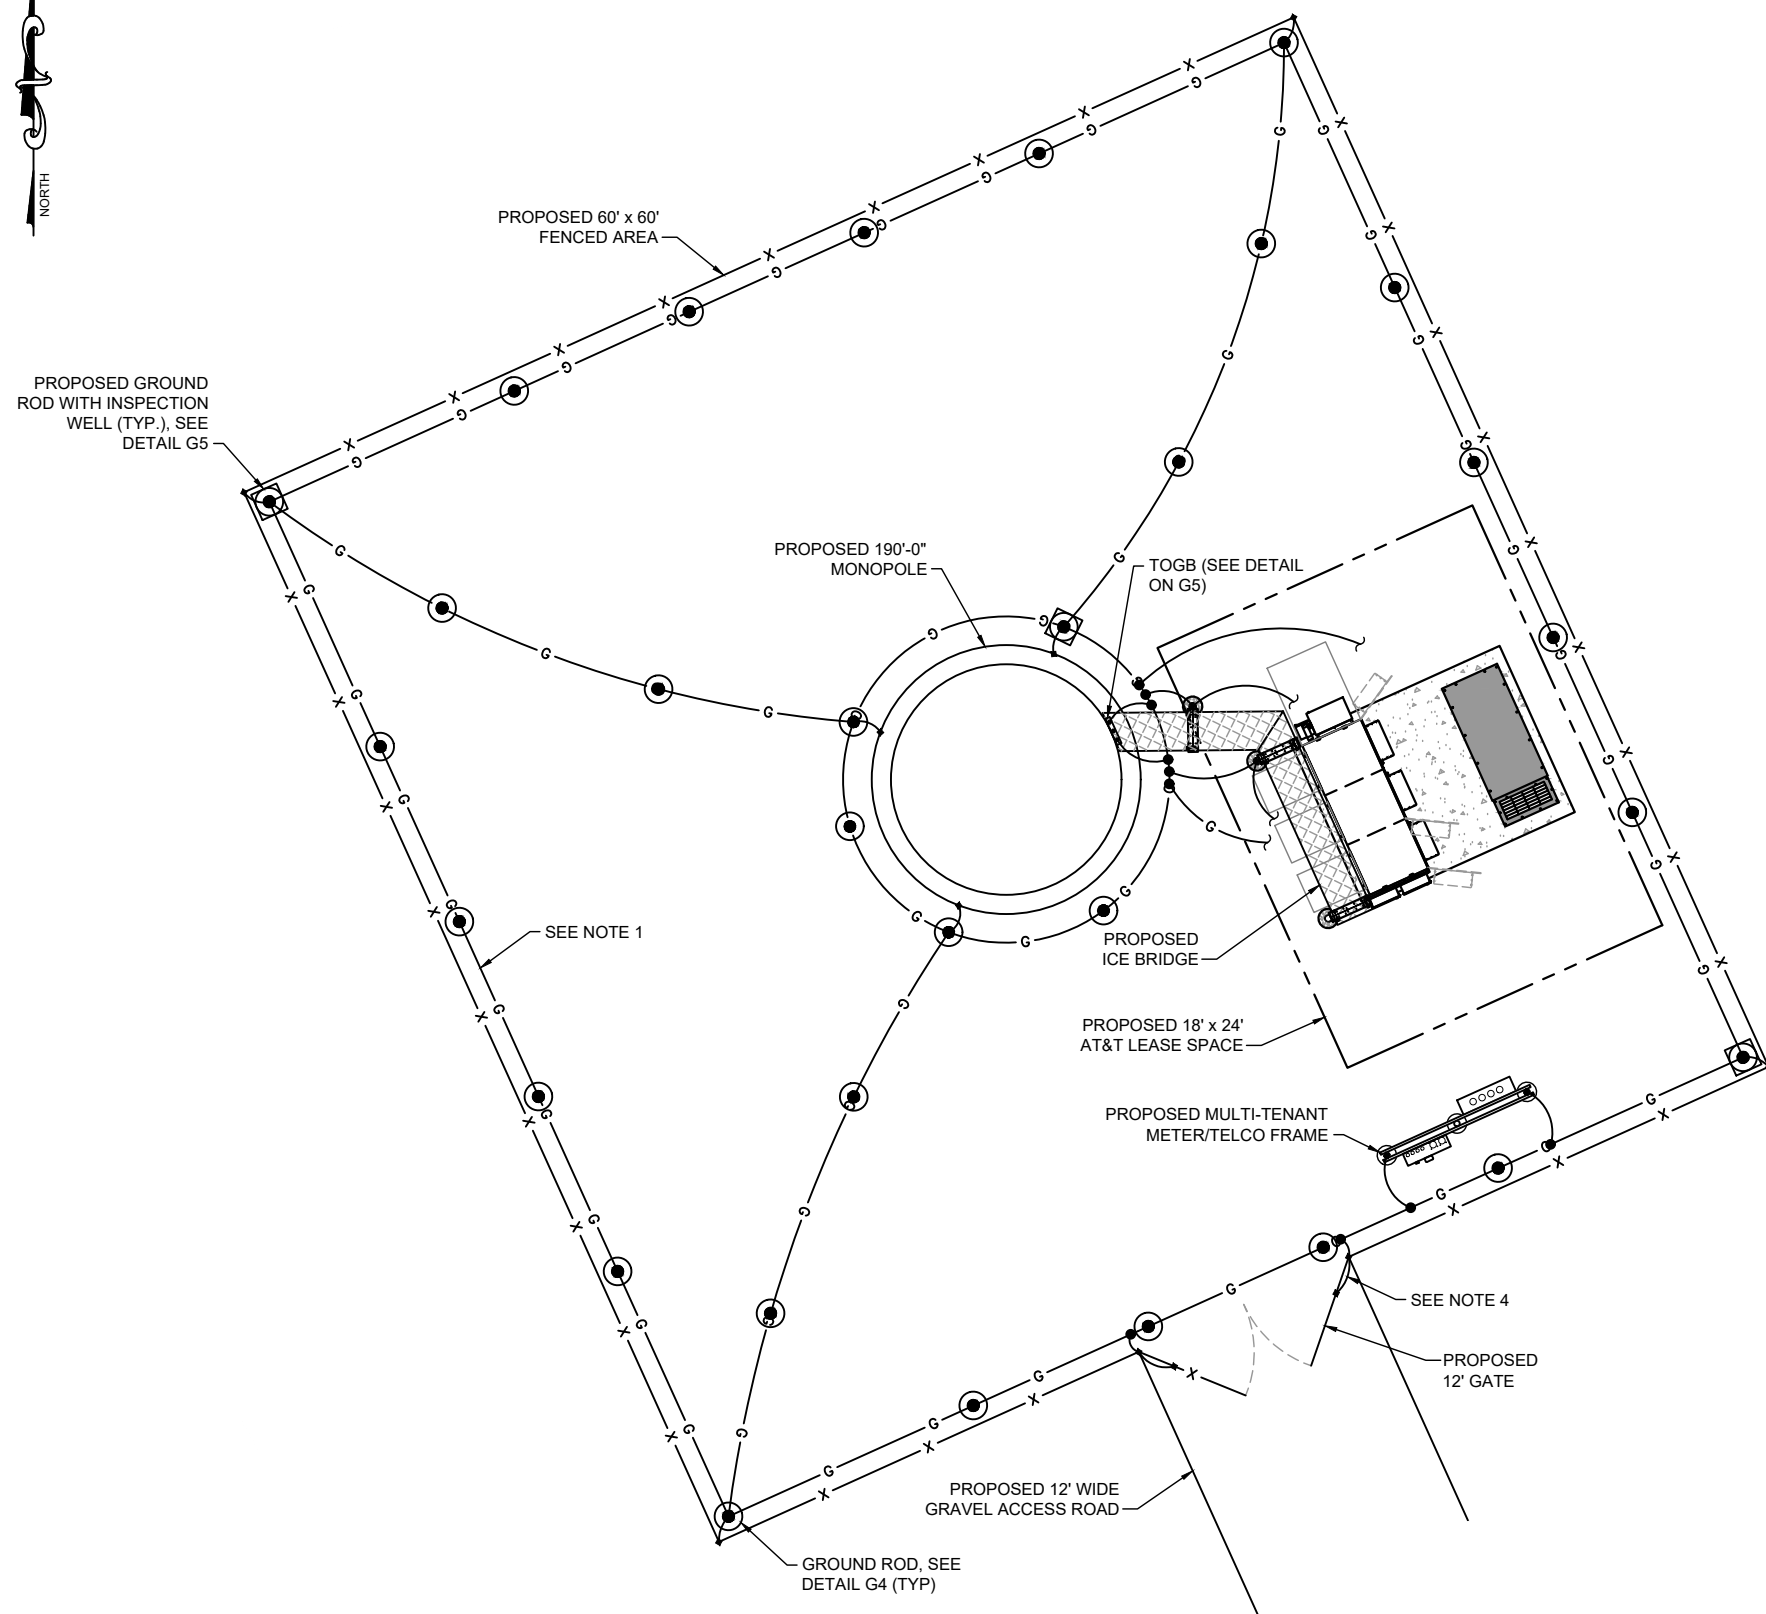 NORTH
PROPOSED 60' x 60'
FENCED AREA
PROPOSED GROUND
ROD WITH INSPECTION
WELL (TYP.), SEE
DETAIL G5
PROPOSED 190'-0"
MONOPOLE
TOGB (SEE DETAIL
ON G5)
SEE NOTE 1
PROPOSED
ICE BRIDGE
PROPOSED 18' x 24'
AT&T LEASE SPACE
PROPOSED MULTI-TENANT
METER/TELCO FRAME
SEE NOTE 4
PROPOSED
12' GATE
PROPOSED 12' WIDE
GRAVEL ACCESS ROAD
GROUND ROD, SEE
DETAIL G4 (TYP)